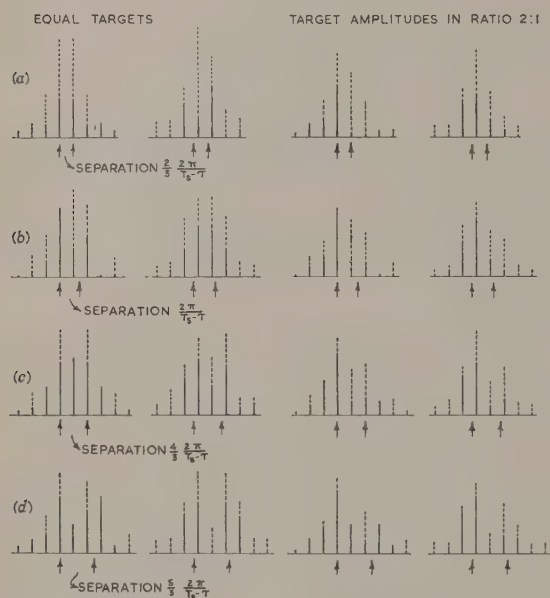 EQUAL TARGETS
TARGET AMPLITUDES IN RATIO 2:1
(a)
SEPARATION 2/3 2π/(Ts-τ)
(b)
SEPARATION 2π/(Ts-τ)
(c)
SEPARATION 4/3 2π/(Ts-τ)
(d)
SEPARATION 5/3 2π/(Ts-τ)